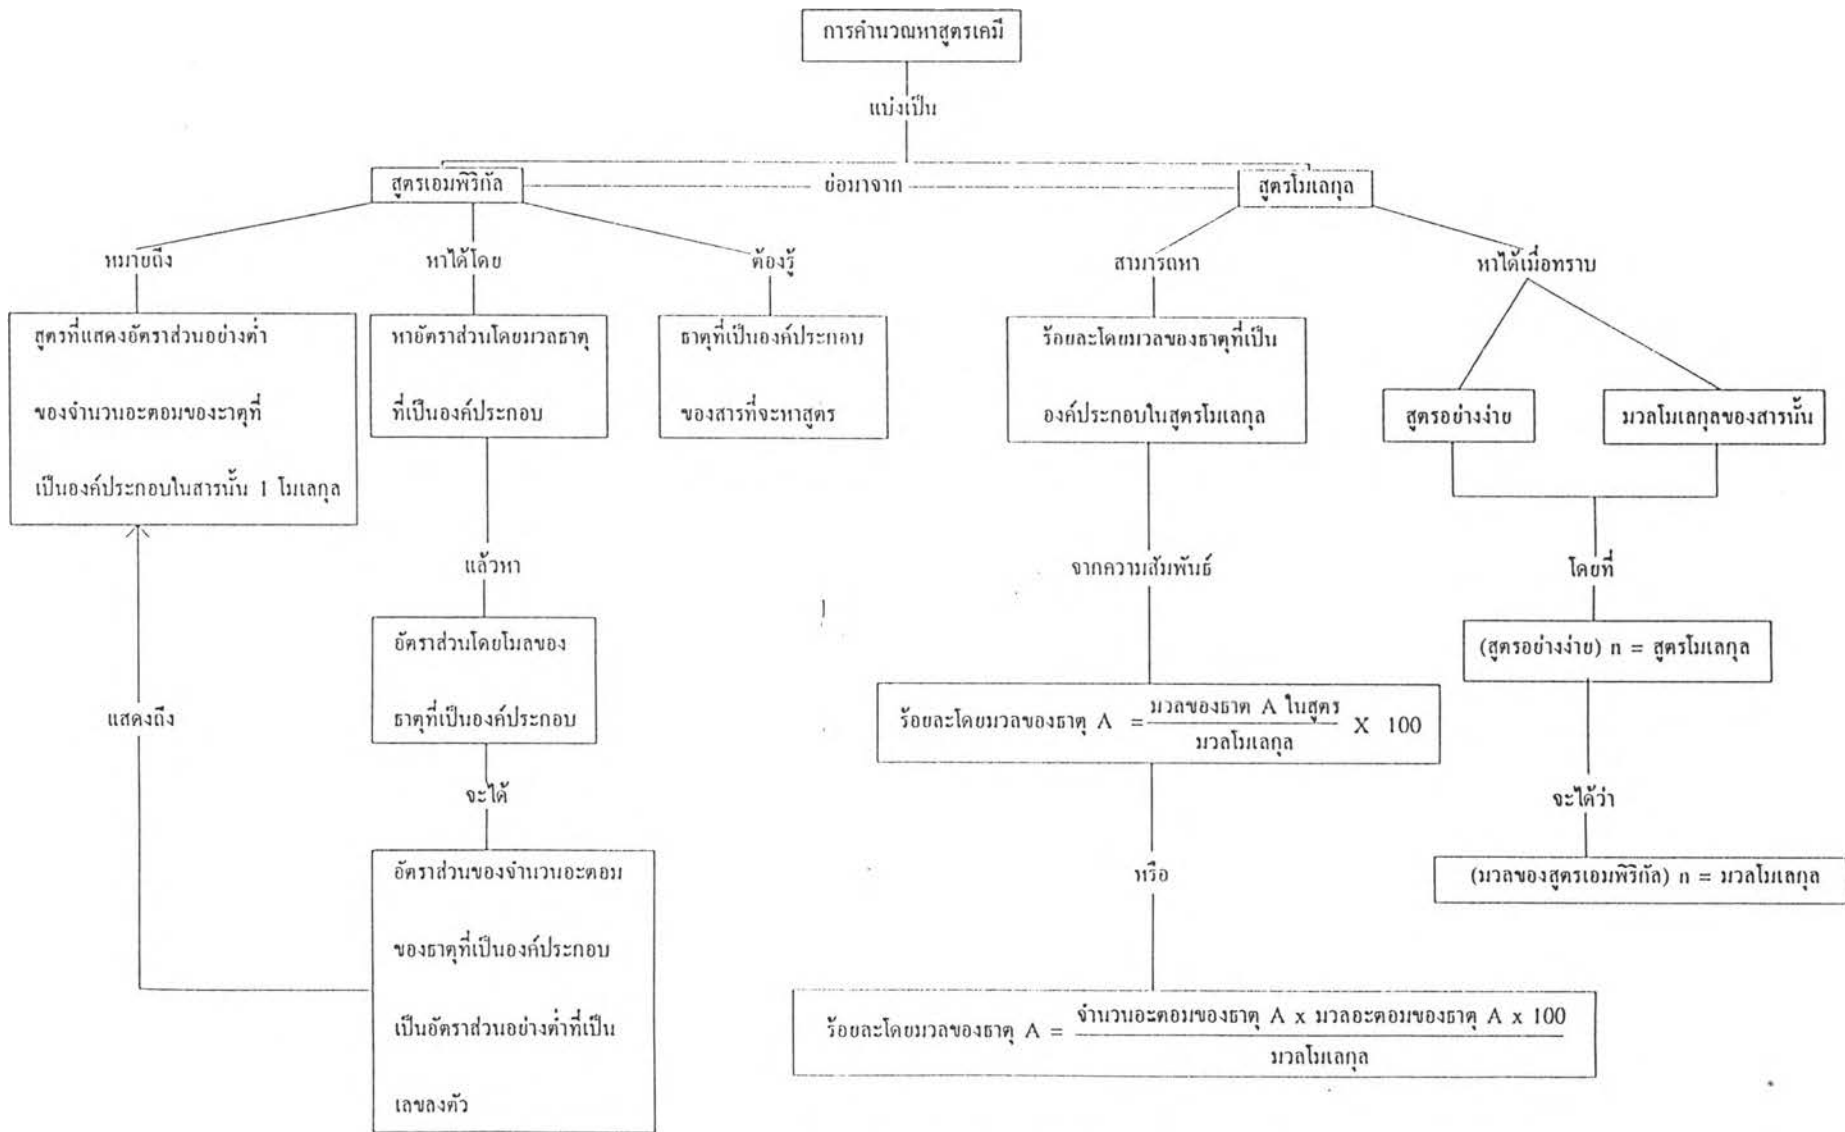 การคำนวณหาสูตรเคมี
แบ่งเป็น
สูตรเอมพิริกัล
ย่อมาจาก
สูตรโมเลกุล
หมายถึง
หาได้โดย
ต้องรู้
สามารถหา
หาได้เมื่อทราบ
สูตรที่แสดงอัตราส่วนอย่างต่ำ
ของจำนวนอะตอมของะาตุที่
เป็นองค์ประกอบในสารนั้น 1 โมเลกุล
หาอัตราส่วนโดยมวลธาตุ
ที่เป็นองค์ประกอบ
ธาตุที่เป็นองค์ประกอบ
ของสารที่จะหาสูตร
ร้อยละโดยมวลของธาตุที่เป็น
องค์ประกอบในสูตรโมเลกุล
สูตรอย่างง่าย
มวลโมเลกุลของสารนั้น
แล้วหา
จากความสัมพันธ์
โดยที่
อัตราส่วนโดยโมลของ
ธาตุที่เป็นองค์ประกอบ
(สูตรอย่างง่าย) n = สูตรโมเลกุล
แสดงถึง
ร้อยละโดยมวลของธาตุ A = มวลของธาตุ A ในสูตร X 100
มวลโมเลกุล
จะได้
จะได้ว่า
อัตราส่วนของจำนวนอะตอม
ของธาตุที่เป็นองค์ประกอบ
เป็นอัตราส่วนอย่างต่ำที่เป็น
เลขลงตัว
หรือ
(มวลของสูตรเอมพิริกัล) n = มวลโมเลกุล
ร้อยละโดยมวลของธาตุ A = จำนวนอะตอมของธาตุ A x มวลอะตอมของธาตุ A x 100
มวลโมเลกุล